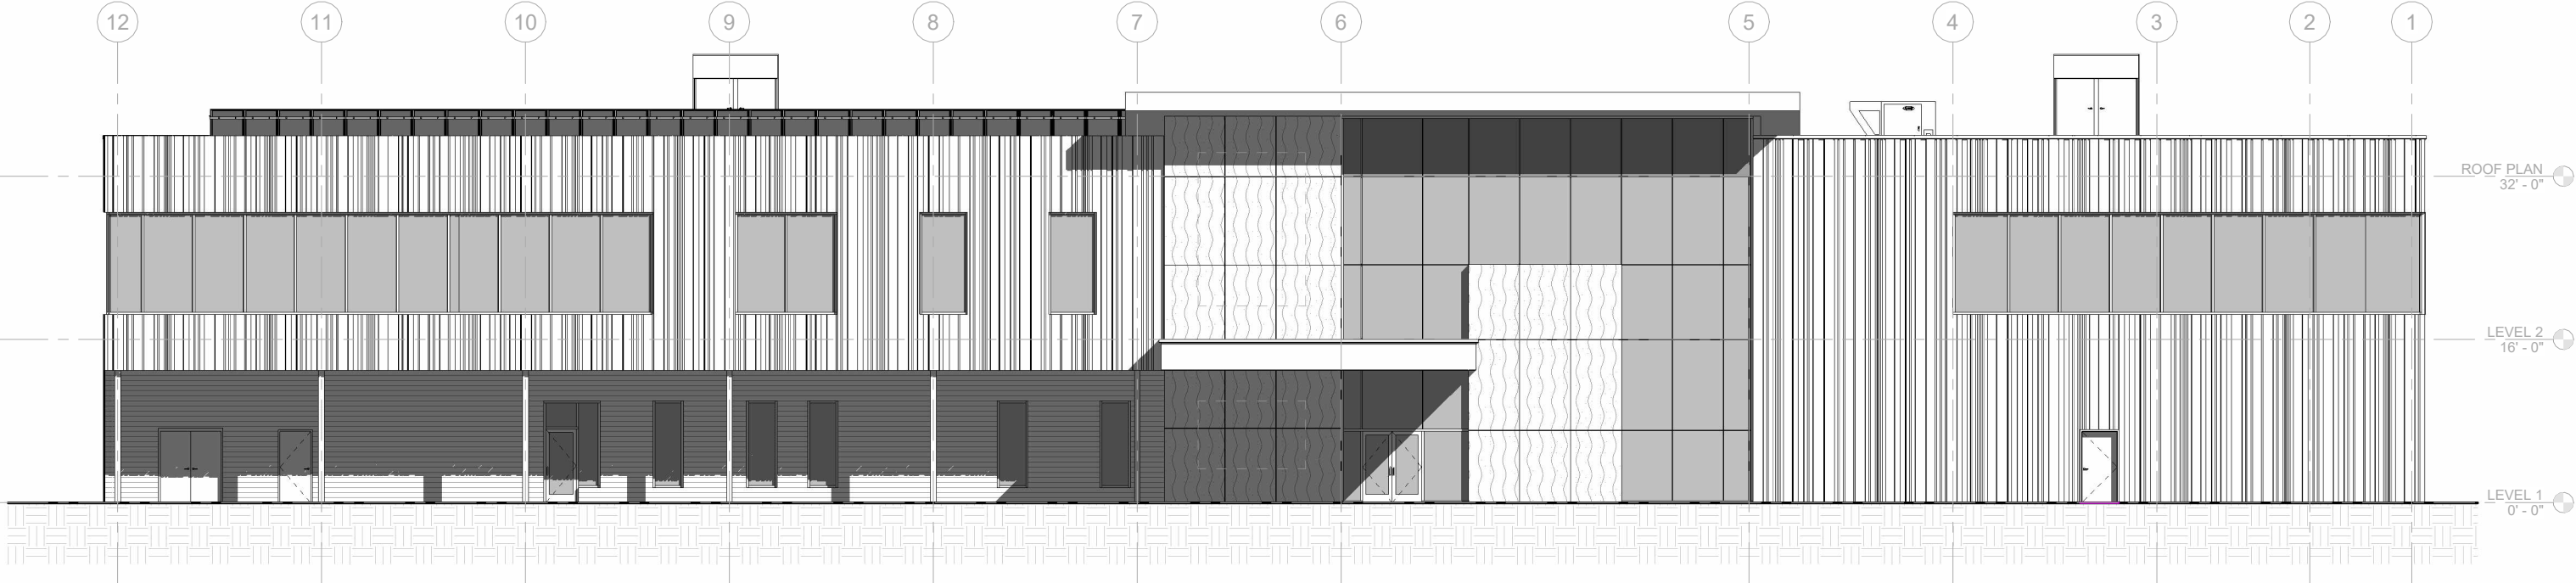 12 11 10 9 8 7 6 5 4 3 2 1
ROOF PLAN
32' - 0"
LEVEL 2
16' - 0"
LEVEL 1
0' - 0"